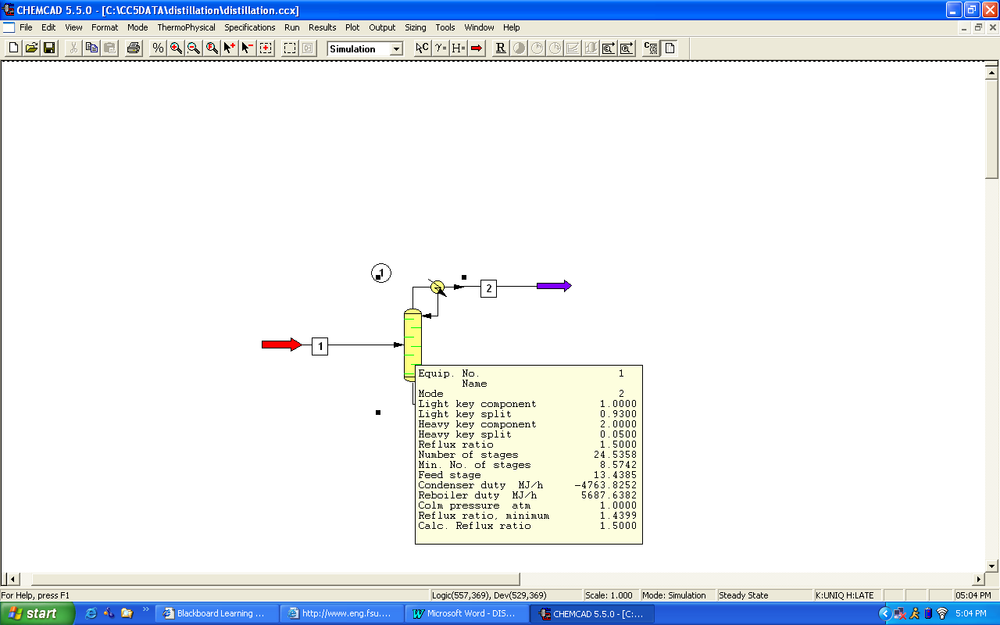 CHEMCAD 5.5.0 - [C:\CC5DATA\distillation\distillation.ccx]
File Edit View Format Mode ThermoPhysical Specifications Run Results Plot Output Sizing Tools Window Help
% Simulation C γ= H= R C
1
2
1
Equip. No. 1
Name
Mode 2
Light key component 1.0000
Light key split 0.9300
Heavy key component 2.0000
Heavy key split 0.0500
Reflux ratio 1.5000
Number of stages 24.5358
Min. No. of stages 8.5742
Feed stage 13.4385
Condenser duty MJ/h -4763.8252
Reboiler duty MJ/h 5687.6382
Colm pressure atm 1.0000
Reflux ratio, minimum 1.4399
Calc. Reflux ratio 1.5000
For Help, press F1 Logic(557,369), Dev(529,369) Scale: 1.000 Mode: Simulation Steady State K:UNIQ H:LATE 05:04 PM
start Blackboard Learning ... http://www.eng.fsu.... Microsoft Word - DIS... CHEMCAD 5.5.0 - [C:... 5:04 PM